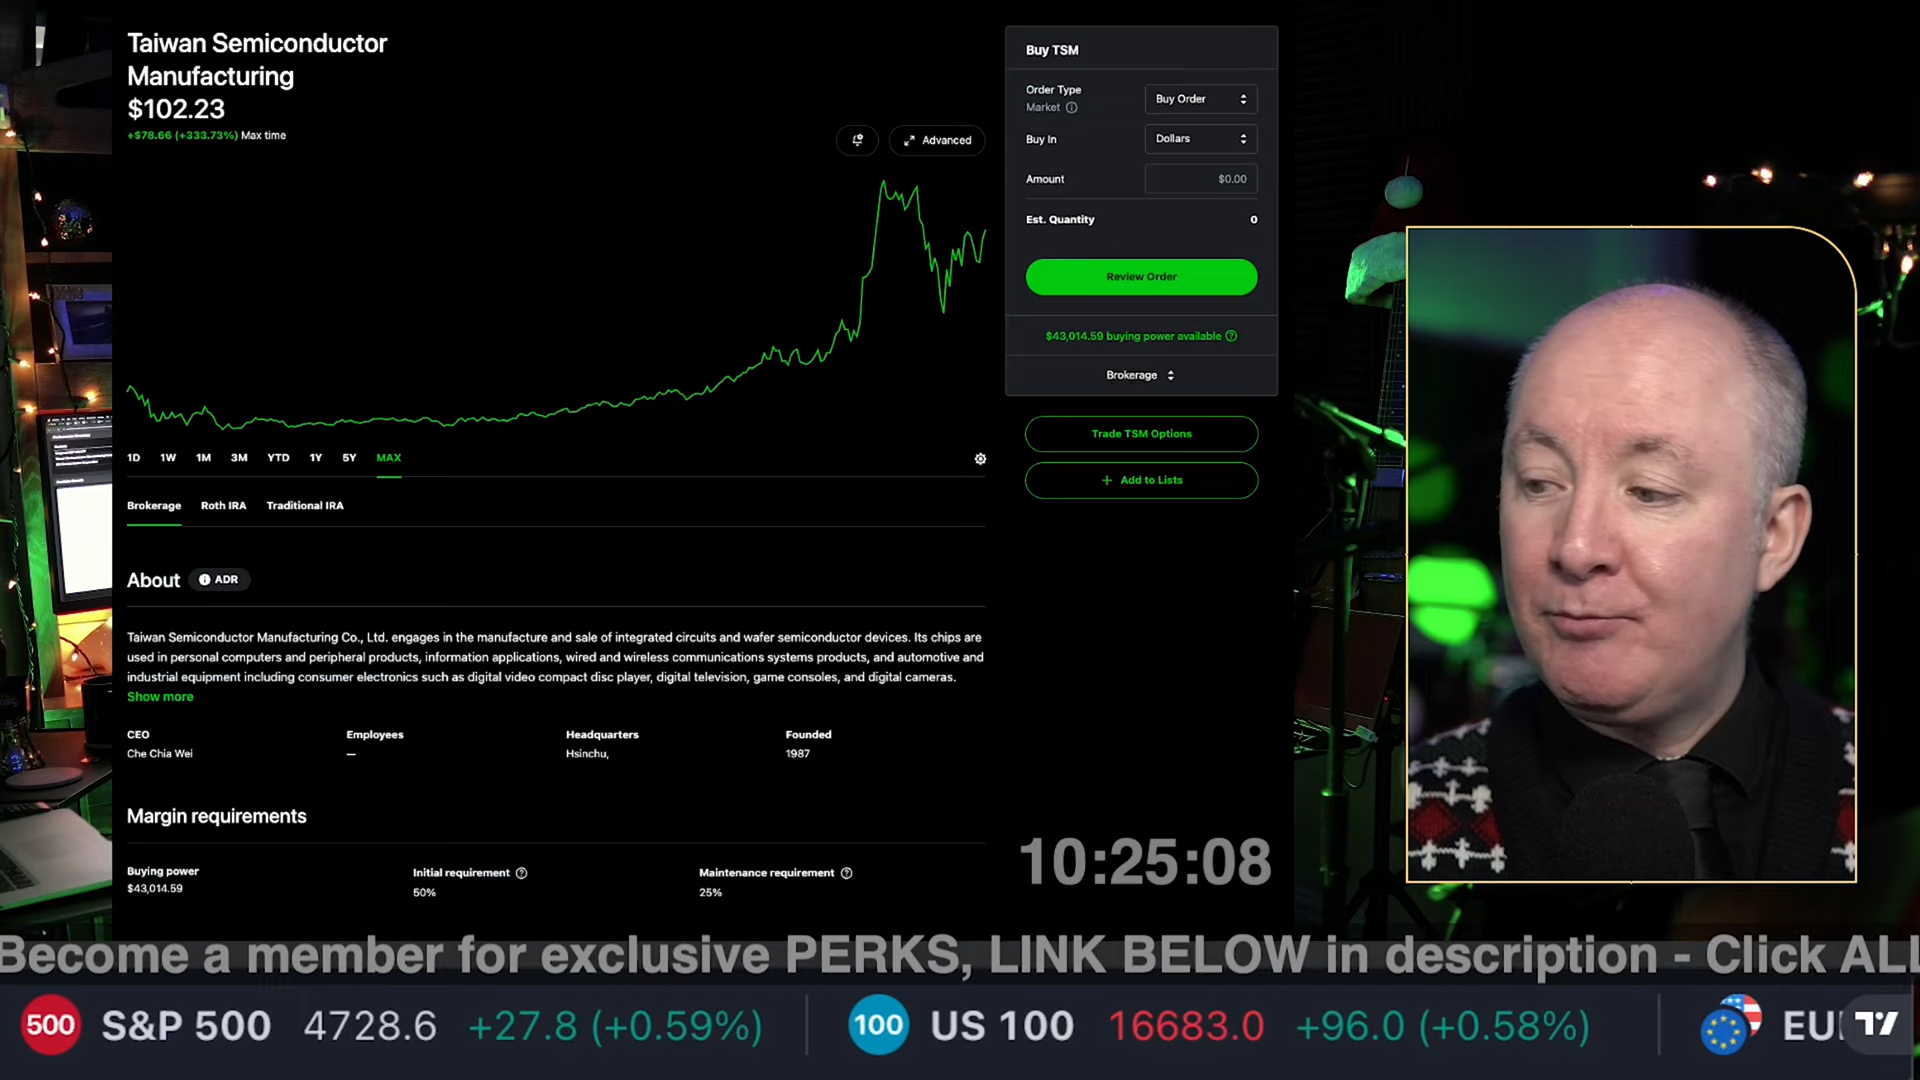 Taiwan Semiconductor
Manufacturing
$102.23
+$78.66 (+333.73%) Max time
Advanced
1D 1W 1M 3M YTD 1Y 5Y MAX
Brokerage Roth IRA Traditional IRA
About ADR
Taiwan Semiconductor Manufacturing Co., Ltd. engages in the manufacture and sale of integrated circuits and wafer semiconductor devices. Its chips are
used in personal computers and peripheral products, information applications, wired and wireless communications systems products, and automotive and
industrial equipment including consumer electronics such as digital video compact disc player, digital television, game consoles, and digital cameras.
Show more
CEO Employees Headquarters Founded
Che Chia Wei — Hsinchu, 1987
Margin requirements
Buying power Initial requirement Maintenance requirement
$43,014.59 50% 25%
Buy TSM
Order Type Buy Order
Market
Buy In Dollars
Amount $0.00
Est. Quantity 0
Review Order
$43,014.59 buying power available
Brokerage
Trade TSM Options
+ Add to Lists
10:25:08
Become a member for exclusive PERKS, LINK BELOW in description - Click ALL
500 S&P 500 4728.6 +27.8 (+0.59%) 100 US 100 16683.0 +96.0 (+0.58%) EU